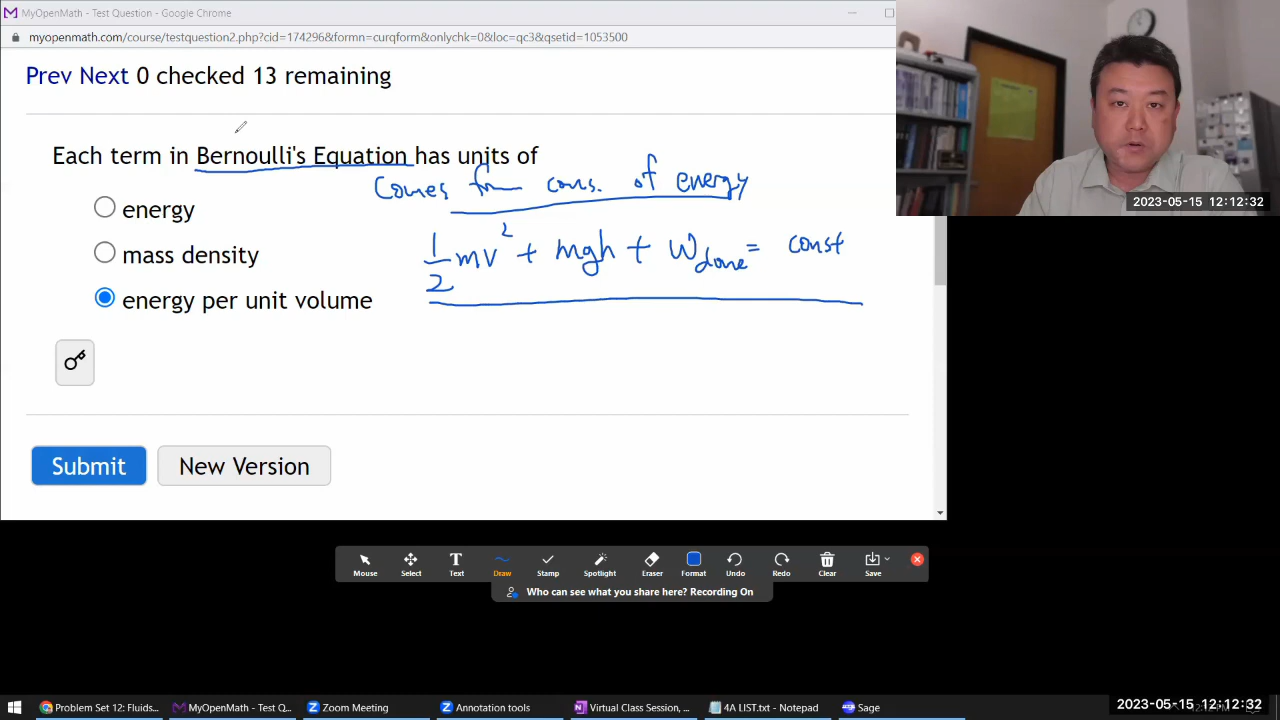 MyOpenMath - Test Question - Google Chrome
myopenmath.com/course/testquestion2.php?cid=174296&formn=curqform&onlychk=0&loc=qc3&qsetid=1053500
Prev Next 0 checked 13 remaining
Each term in Bernoulli's Equation has units of
Comes from cons. of energy
energy
mass density
energy per unit volume
1/2 mv² + mgh + Wdone = const
Submit
New Version
2023-05-15 12:12:32
Mouse
Select
Text
Draw
Stamp
Spotlight
Eraser
Format
Undo
Redo
Clear
Save
Who can see what you share here? Recording On
Problem Set 12: Fluids...
MyOpenMath - Test Q...
Zoom Meeting
Annotation tools
Virtual Class Session, ...
4A LIST.txt - Notepad
Sage
2023-05-15 12:12:32